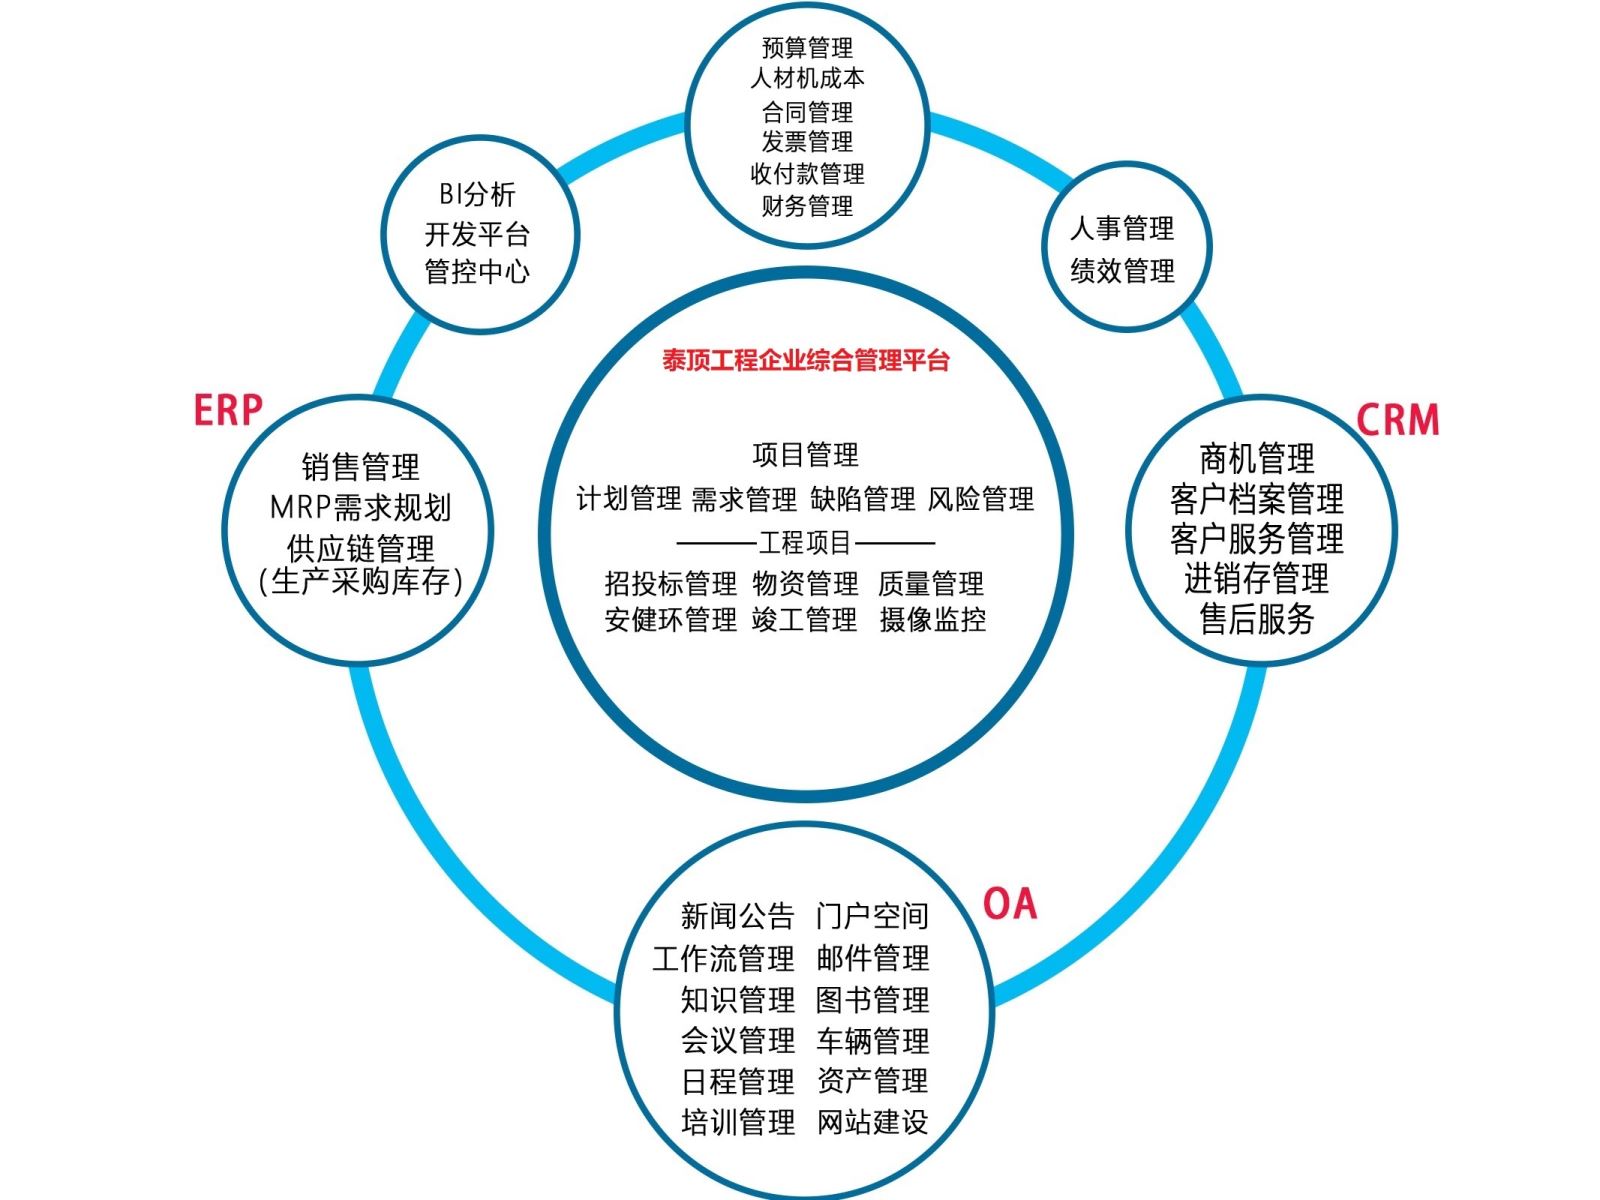 预算管理
人材机成本
合同管理
发票管理
收付款管理
财务管理
BI分析
开发平台
管控中心
人事管理
绩效管理
泰顶工程企业综合管理平台
项目管理
计划管理 需求管理 缺陷管理 风险管理
工程项目
招投标管理 物资管理 质量管理
安健环管理 竣工管理 摄像监控
ERP
销售管理
MRP需求规划
供应链管理
(生产采购库存)
CRM
商机管理
客户档案管理
客户服务管理
进销存管理
售后服务
OA
新闻公告 门户空间
工作流管理 邮件管理
知识管理 图书管理
会议管理 车辆管理
日程管理 资产管理
培训管理 网站建设